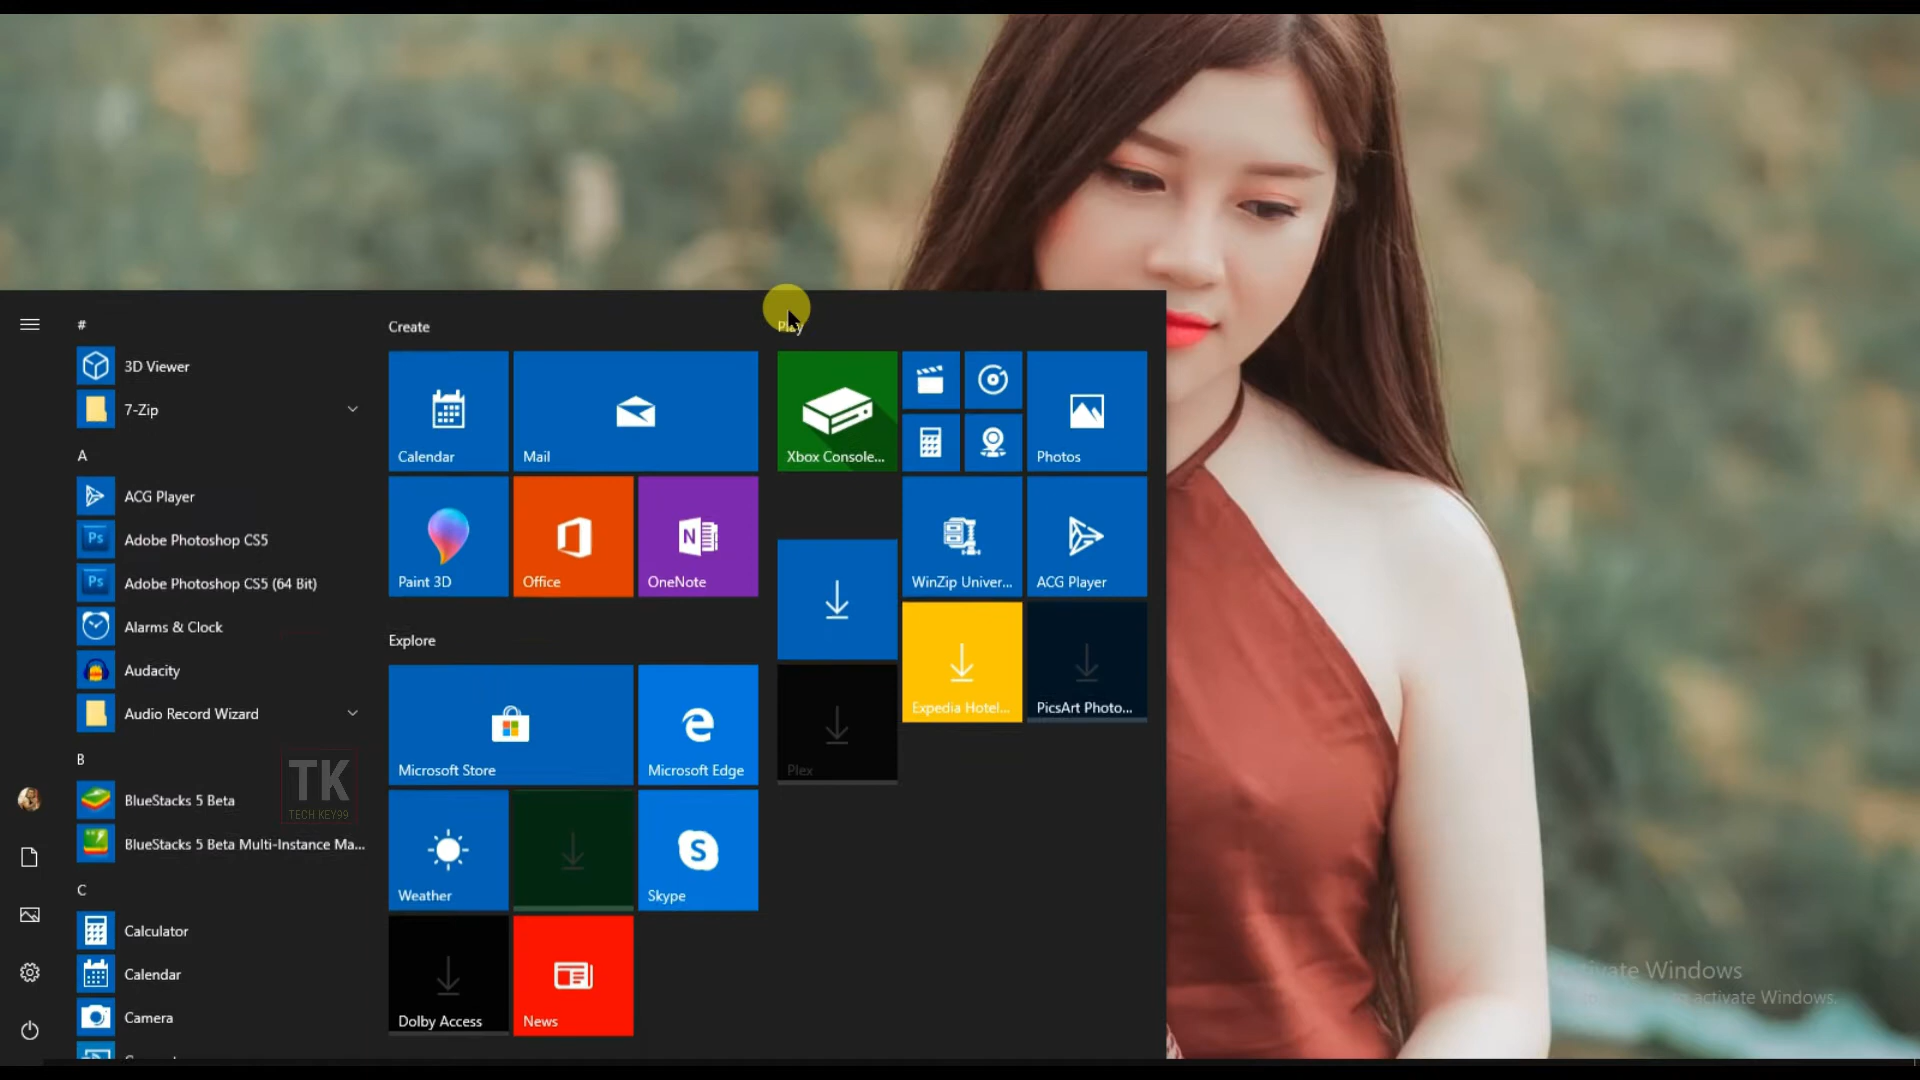 #
3D Viewer
7-Zip
A
ACG Player
Ps
Adobe Photoshop CS5
Ps
Adobe Photoshop CS5 (64 Bit)
Alarms & Clock
Audacity
Audio Record Wizard
B
BlueStacks 5 Beta
BlueStacks 5 Beta Multi-Instance Ma...
C
Calculator
Calendar
Camera
TK
TECH KEY99
Create
Calendar
Mail
Paint 3D
Office
N
OneNote
Explore
Microsoft Store
Microsoft Edge
Weather
S
Skype
Dolby Access
News
Play
Xbox Console...
Photos
WinZip Univer...
ACG Player
Expedia Hotel...
PicsArt Photo...
Plex
Windows
activate Windows.